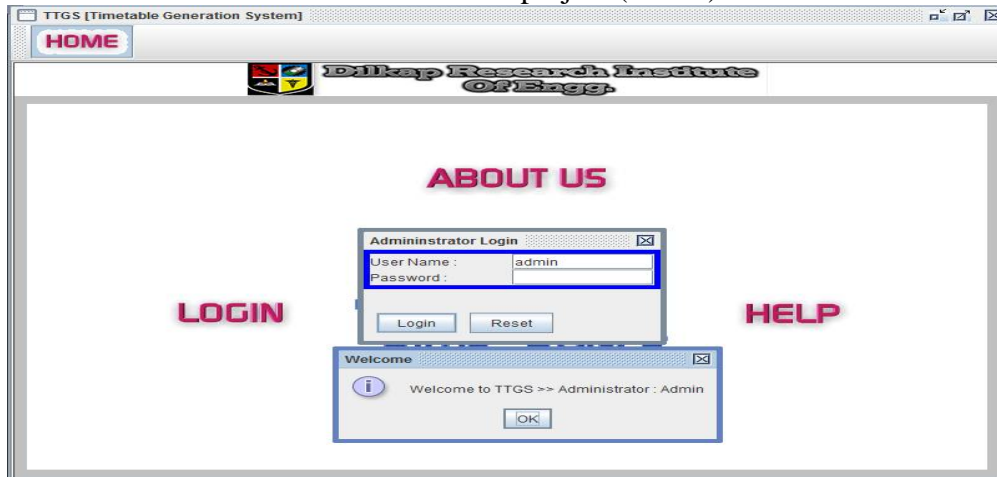 TTGS [Timetable Generation System]
HOME
Dilkap Research Institute
Of Engg.
ABOUT US
Admininstrator Login
User Name :
admin
Password :
LOGIN
HELP
Login
Reset
Welcome
Welcome to TTGS >> Administrator : Admin
OK